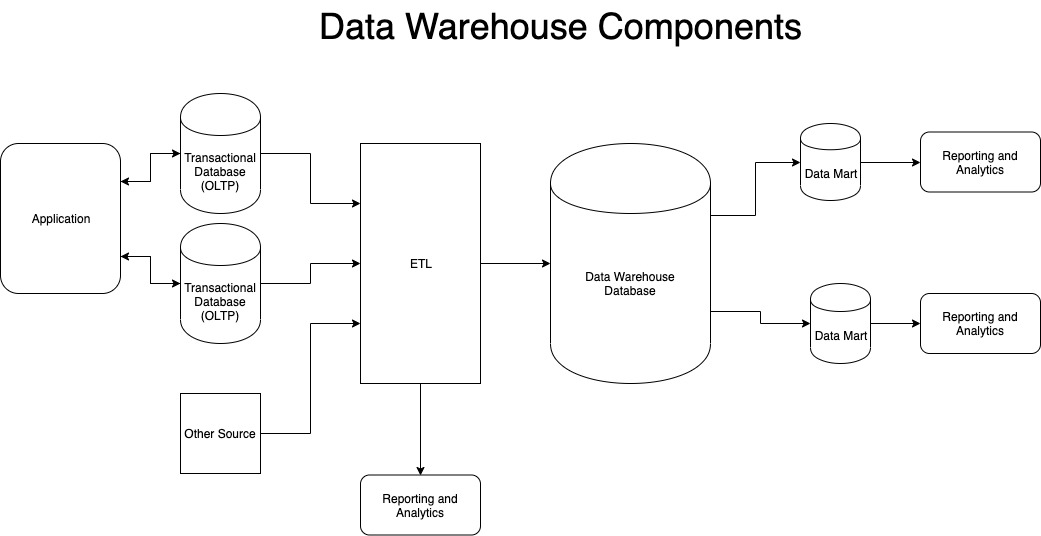 Data Warehouse Components
Application
Transactional
Database
(OLTP)
Transactional
Database
(OLTP)
Other Source
ETL
Reporting and
Analytics
Data Warehouse
Database
Data Mart
Reporting and
Analytics
Data Mart
Reporting and
Analytics